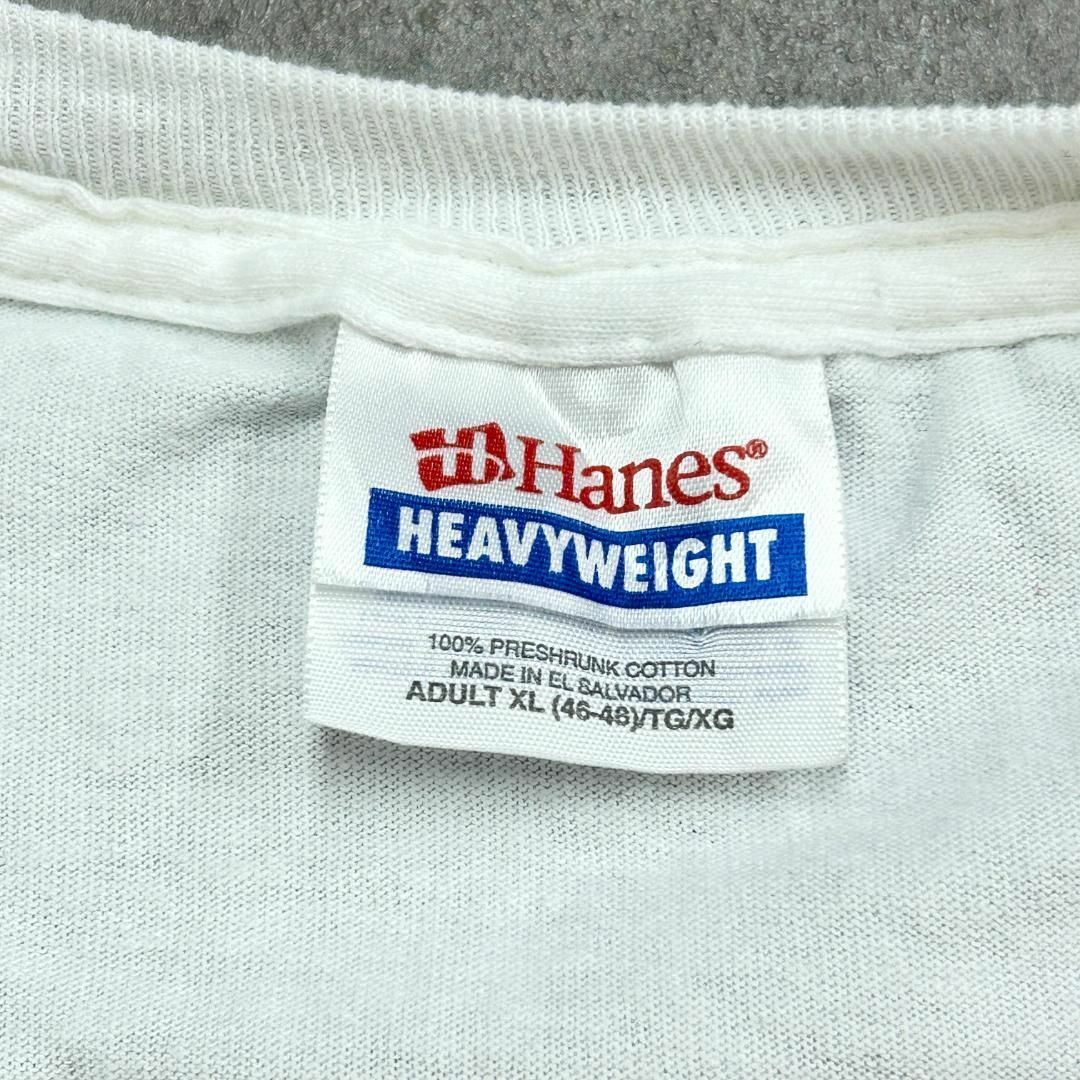 Hanes®
HEAVYWEIGHT
100% PRESHRUNK COTTON
MADE IN EL SALVADOR
ADULT XL (46-48)/TG/XG